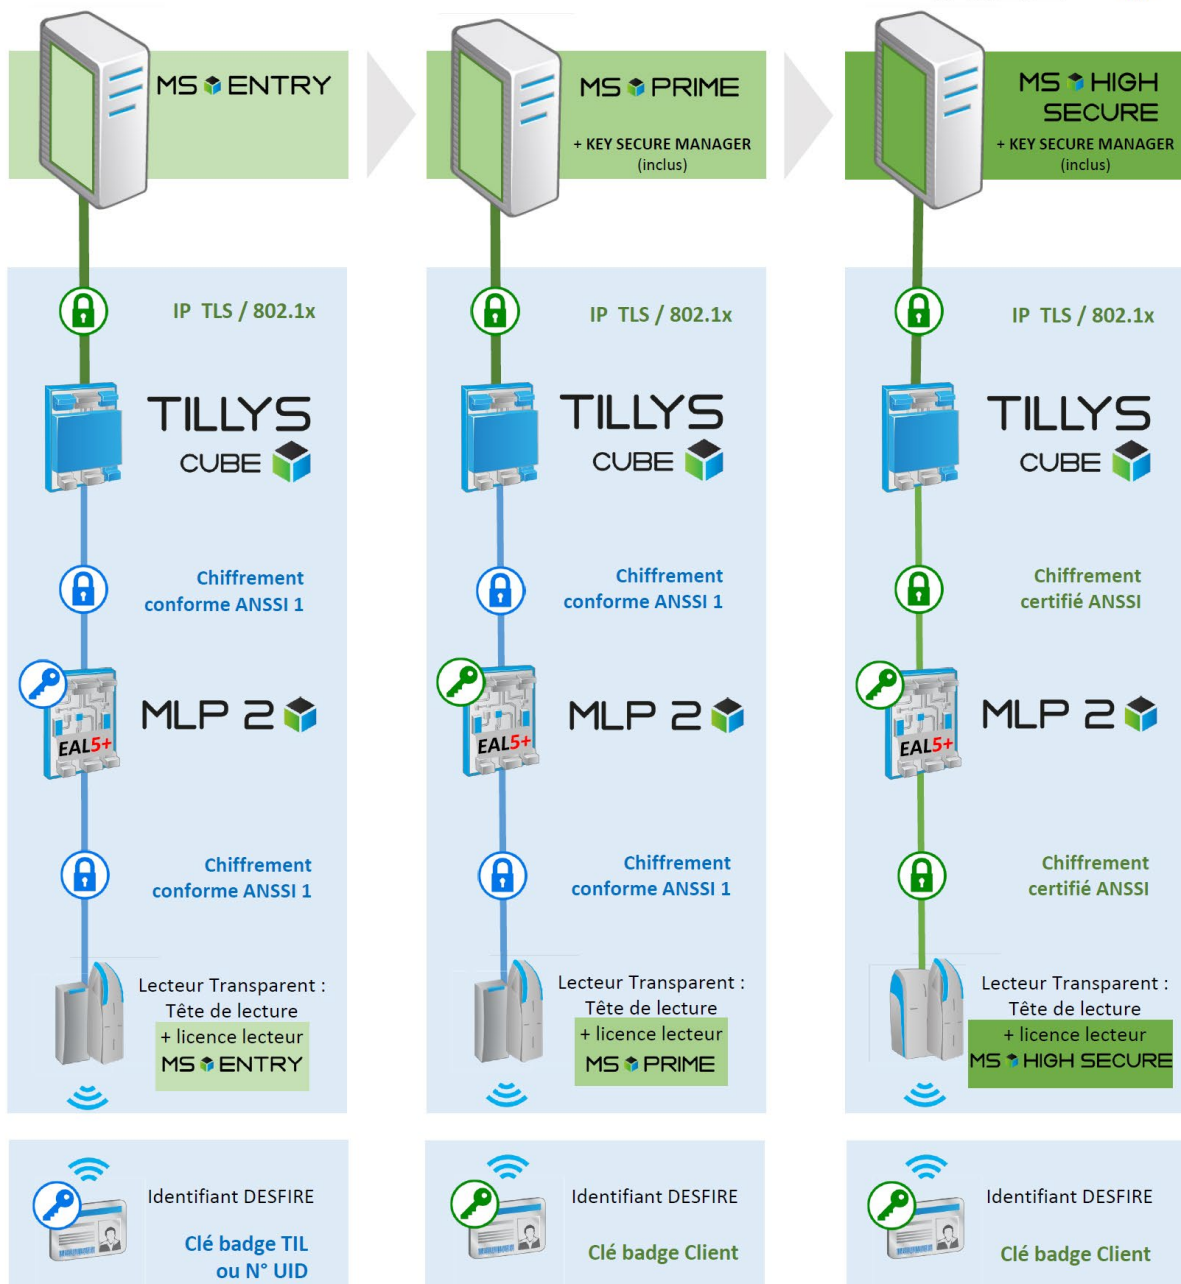 MS ENTRY
IP TLS / 802.1x
TILLYS
CUBE
Chiffrement
conforme ANSSI 1
EAL5+
MLP 2
Chiffrement
conforme ANSSI 1
Lecteur Transparent :
Tête de lecture
+ licence lecteur
MS ENTRY
Identifiant DESFIRE
Clé badge TIL
ou N° UID
MS PRIME
+ KEY SECURE MANAGER
(inclus)
IP TLS / 802.1x
TILLYS
CUBE
Chiffrement
conforme ANSSI 1
EAL5+
MLP 2
Chiffrement
conforme ANSSI 1
Lecteur Transparent :
Tête de lecture
+ licence lecteur
MS PRIME
Identifiant DESFIRE
Clé badge Client
MS HIGH
SECURE
+ KEY SECURE MANAGER
(inclus)
IP TLS / 802.1x
TILLYS
CUBE
Chiffrement
certifié ANSSI
EAL5+
MLP 2
Chiffrement
certifié ANSSI
Lecteur Transparent :
Tête de lecture
+ licence lecteur
MS HIGH SECURE
Identifiant DESFIRE
Clé badge Client